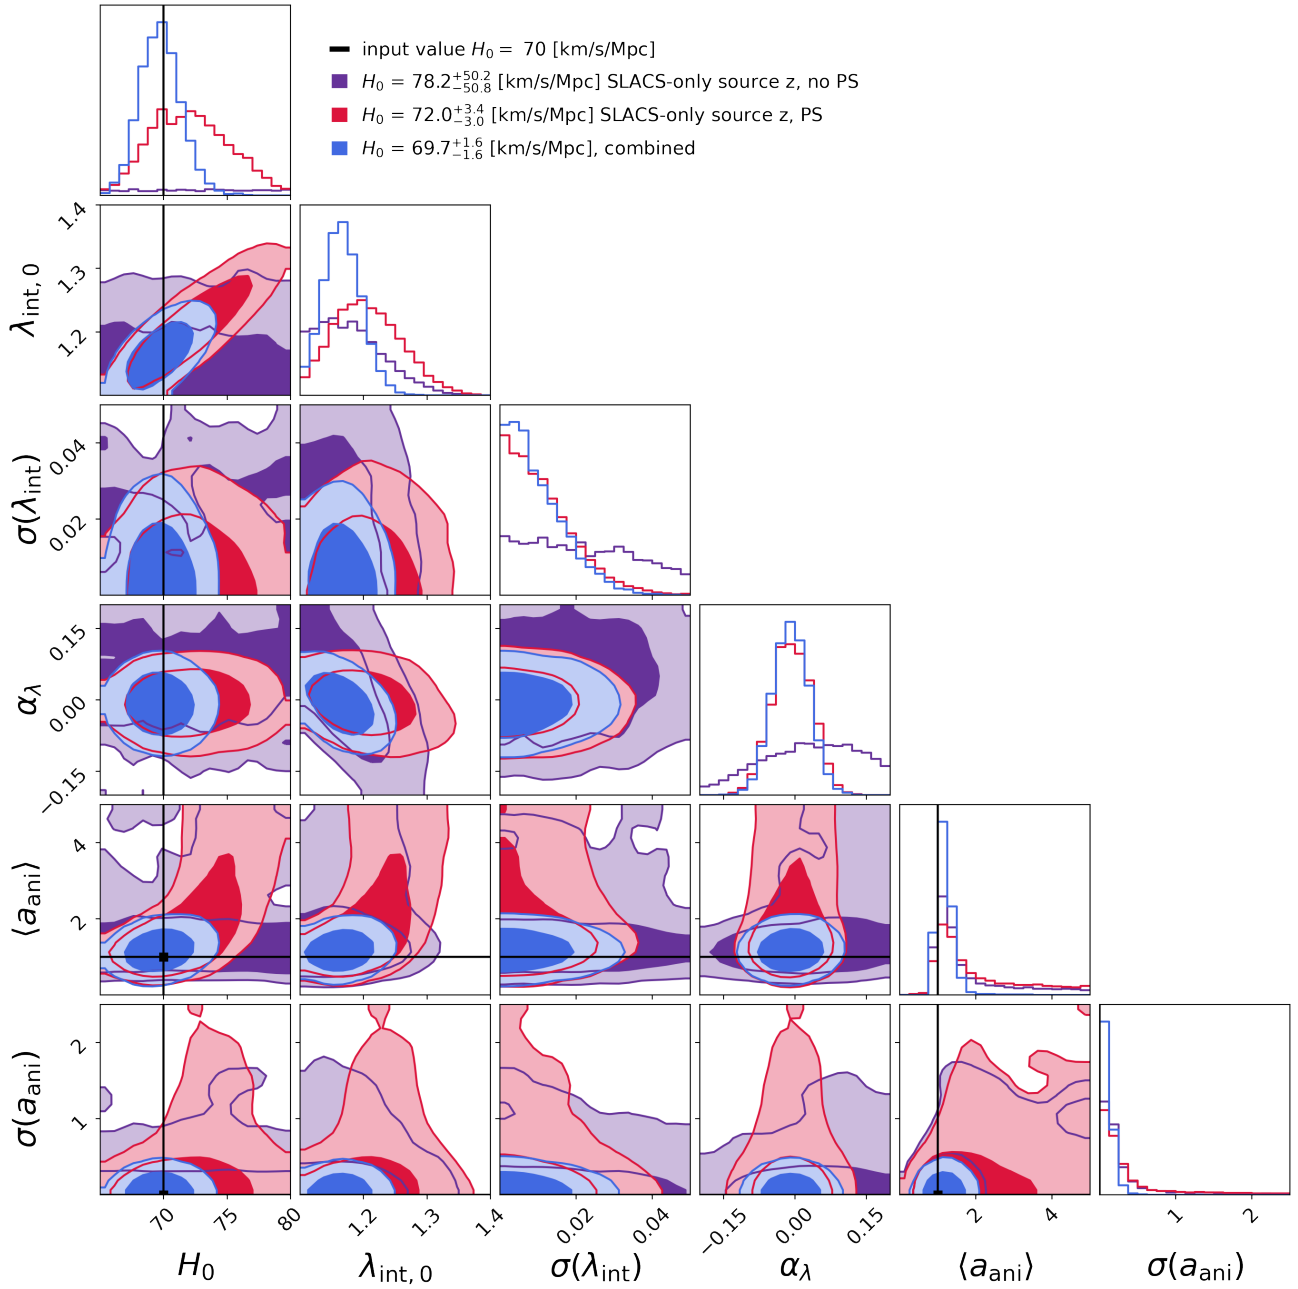 input value H₀ = 70 [km/s/Mpc]
H₀ = 78.2 +50.2 −50.8 [km/s/Mpc] SLACS-only source z, no PS
H₀ = 72.0 +3.4 −3.0 [km/s/Mpc] SLACS-only source z, PS
H₀ = 69.7 +1.6 −1.6 [km/s/Mpc], combined
1.4
1.3
1.2
λint, 0
0.04
0.02
σ(λint)
0.15
0.00
−0.15
αλ
4
2
⟨aani⟩
2
1
σ(aani)
70 75 80 1.2 1.3 1.4 0.02 0.04 −0.15 0.00 0.15 2 4 1 2
H₀ λint, 0 σ(λint) αλ ⟨aani⟩ σ(aani)